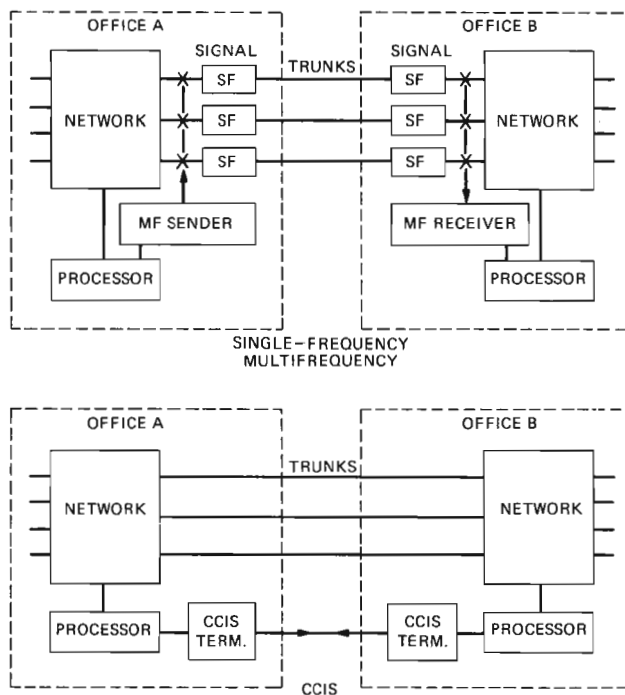 OFFICE A
OFFICE B
SIGNAL
TRUNKS
SIGNAL
SF
SF
NETWORK
SF
SF
NETWORK
SF
SF
MF SENDER
MF RECEIVER
PROCESSOR
PROCESSOR
SINGLE-FREQUENCY
MULTIFREQUENCY
OFFICE A
OFFICE B
TRUNKS
NETWORK
NETWORK
PROCESSOR
CCIS
TERM.
CCIS
TERM.
PROCESSOR
CCIS